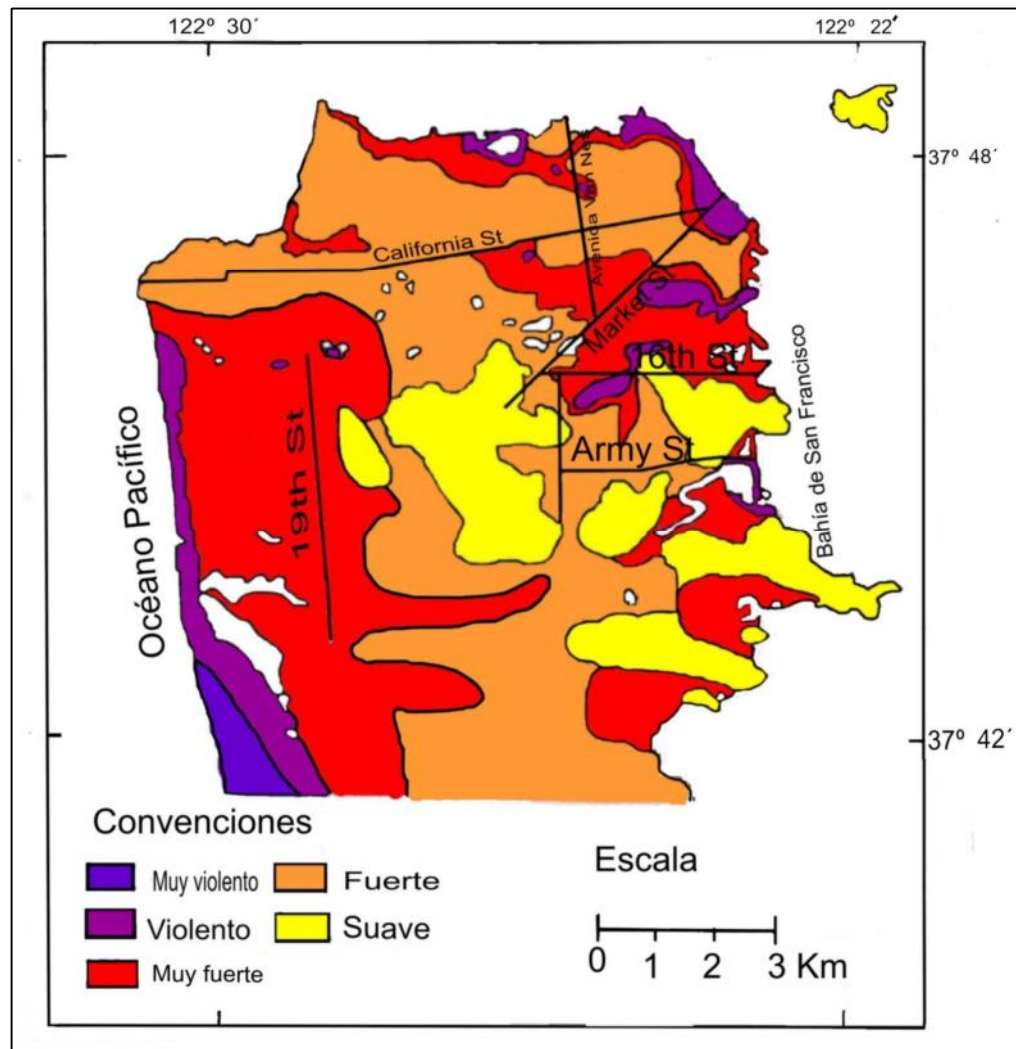 122º 30´
122º 22´
37º 48´
Avenida Van Nes
California St
Market St
16th St
Army St
19th St
Océano Pacífico
Bahía de San Francisco
37º 42´
Convenciones
Muy violento
Fuerte
Violento
Suave
Muy fuerte
Escala
0 1 2 3 Km